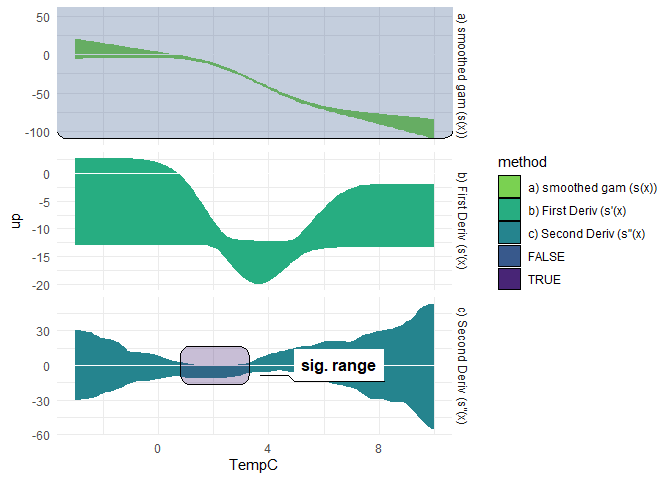 50
0
-50
-100
a) smoothed gam (s(x))
0
-5
-10
-15
-20
b) First Deriv (s'(x)
30
0
-30
-60
c) Second Deriv (s''(x)
sig. range
0
4
8
TempC
dn
method
a) smoothed gam (s(x))
b) First Deriv (s'(x)
c) Second Deriv (s''(x)
FALSE
TRUE